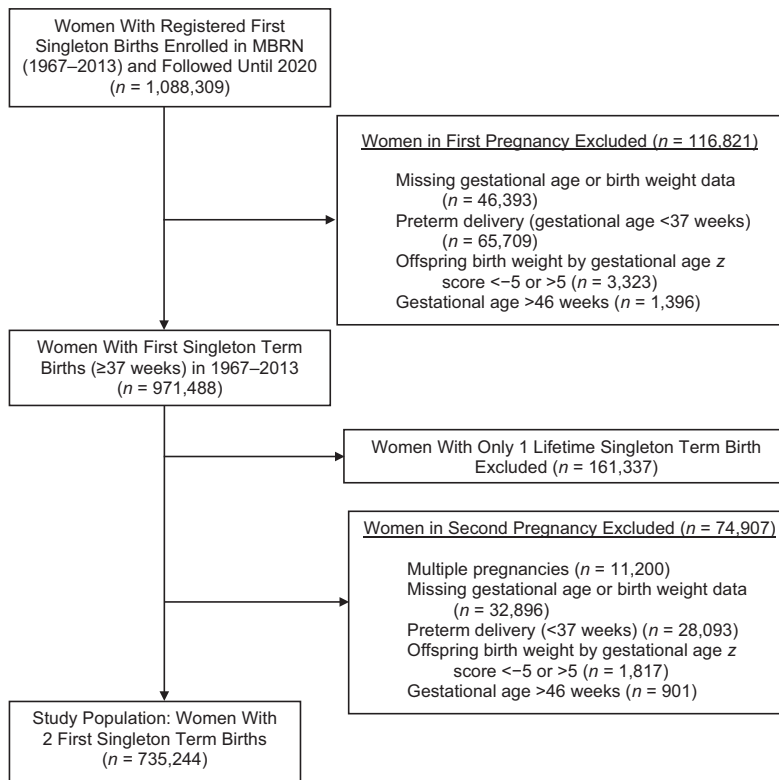 Women With Registered First
Singleton Births Enrolled in MBRN
(1967–2013) and Followed Until 2020
(n = 1,088,309)
Women in First Pregnancy Excluded (n = 116,821)
Missing gestational age or birth weight data
(n = 46,393)
Preterm delivery (gestational age <37 weeks)
(n = 65,709)
Offspring birth weight by gestational age z
score <−5 or >5 (n = 3,323)
Gestational age >46 weeks (n = 1,396)
Women With First Singleton Term
Births (≥37 weeks) in 1967–2013
(n = 971,488)
Women With Only 1 Lifetime Singleton Term Birth
Excluded (n = 161,337)
Women in Second Pregnancy Excluded (n = 74,907)
Multiple pregnancies (n = 11,200)
Missing gestational age or birth weight data
(n = 32,896)
Preterm delivery (<37 weeks) (n = 28,093)
Offspring birth weight by gestational age z
score <−5 or >5 (n = 1,817)
Gestational age >46 weeks (n = 901)
Study Population: Women With
2 First Singleton Term Births
(n = 735,244)